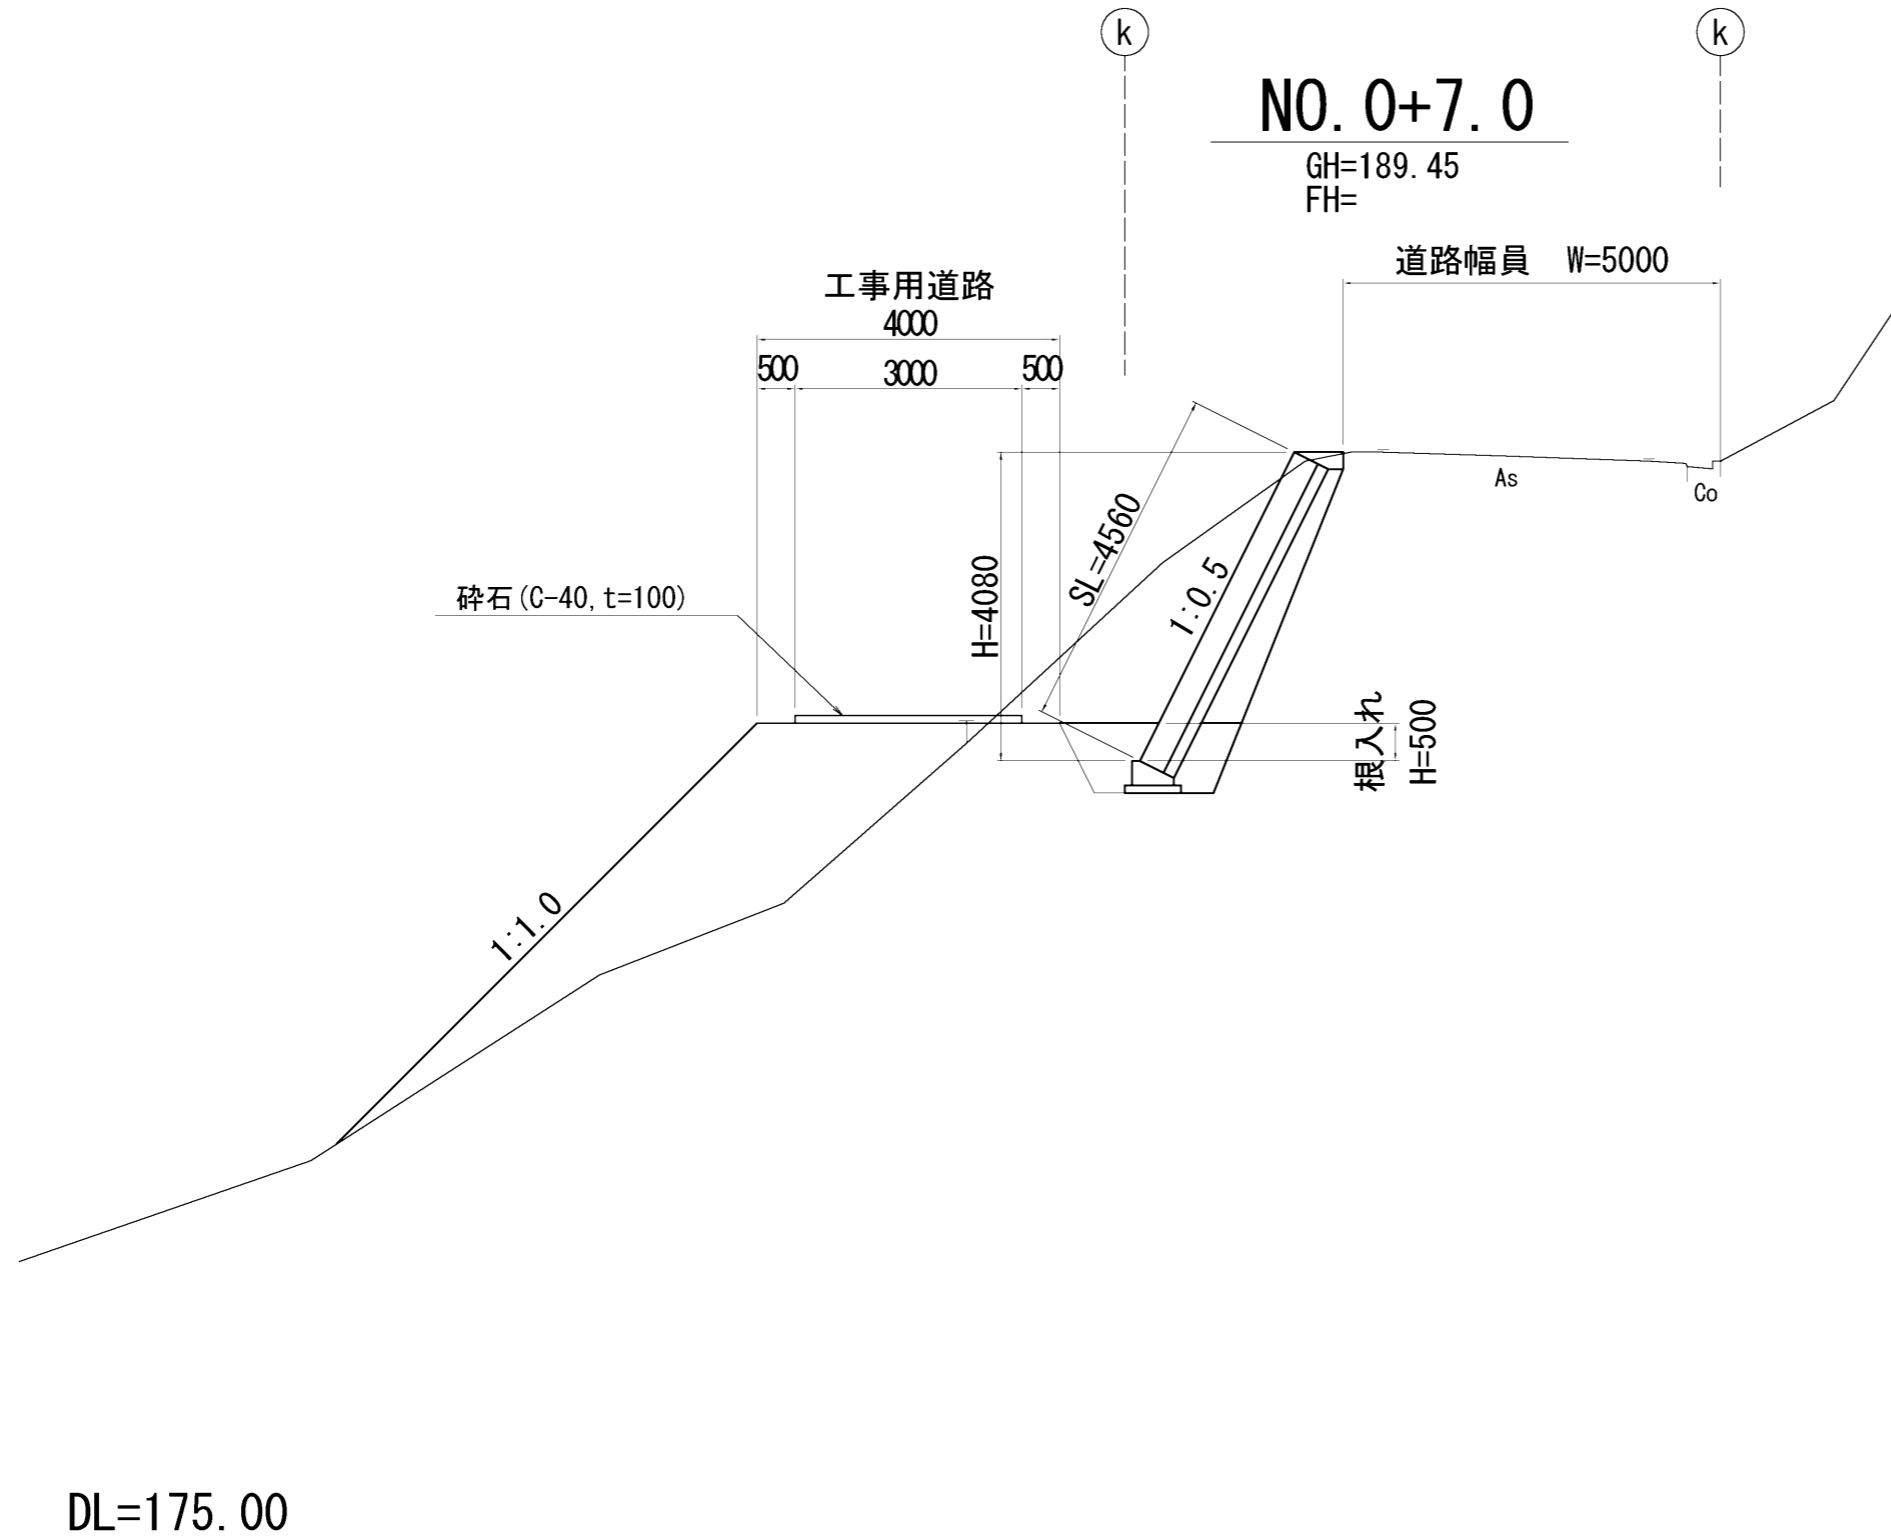 k
k
NO. 0+7. 0
GH=189. 45
FH=
道路幅員 W=5000
工事用道路
4000
500
3000
500
As
Co
SL=4560
H=4080
1:0. 5
砕石(C-40, t=100)
根入れ
H=500
1:1. 0
DL=175. 00